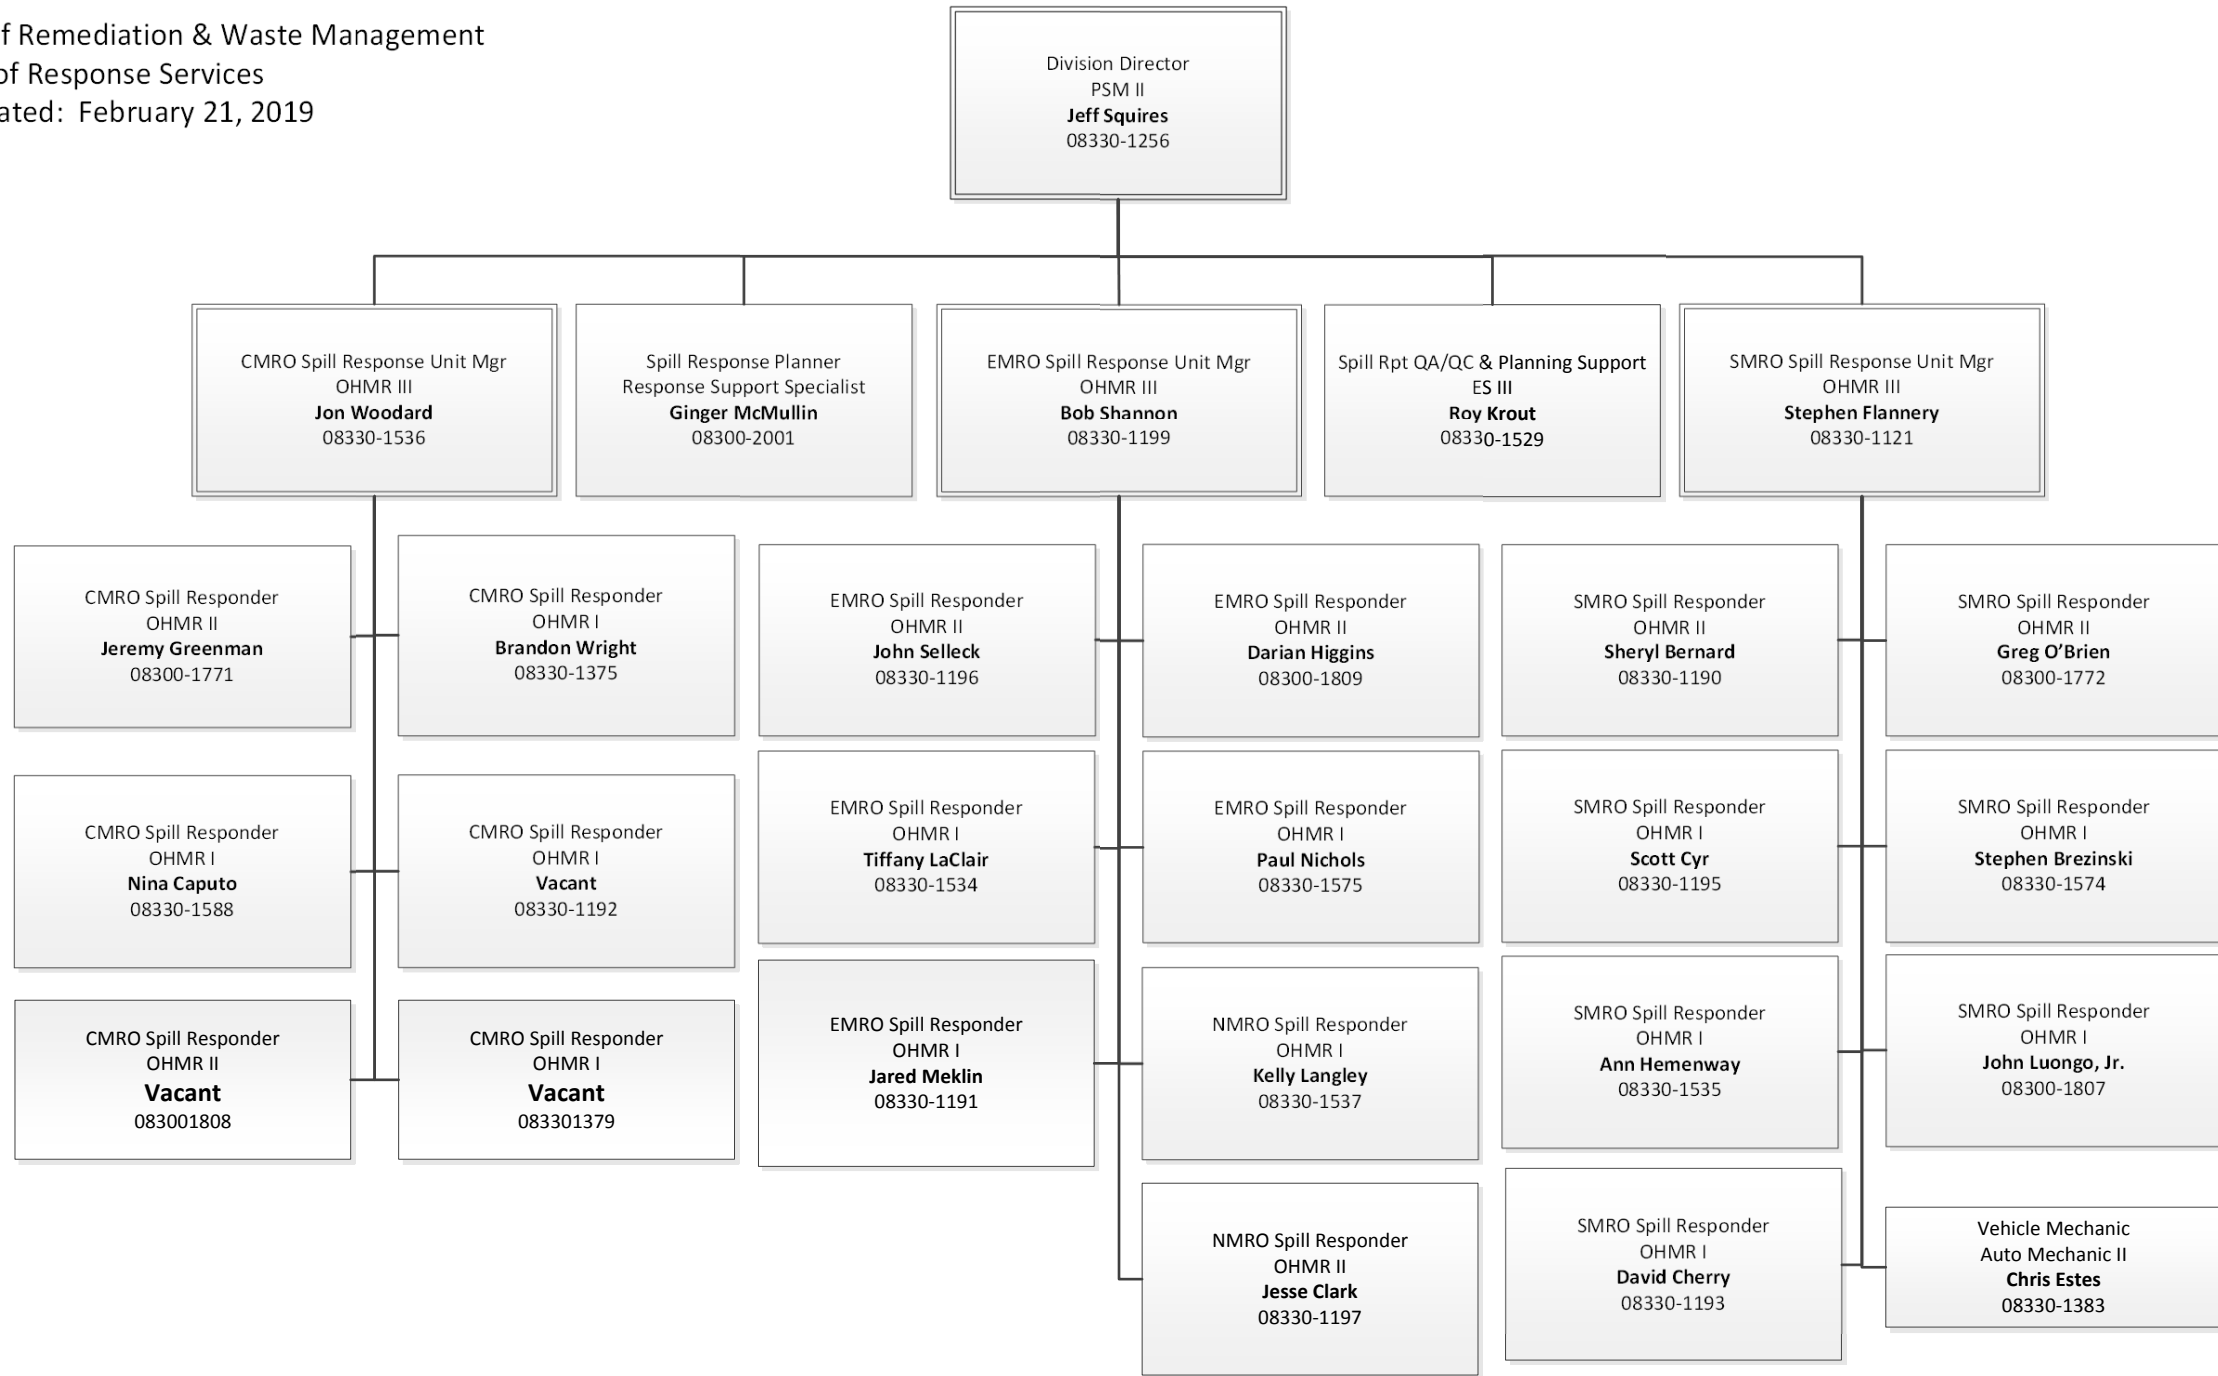 f Remediation & Waste Management
of Response Services
ated: February 21, 2019
Division Director
PSM II
Jeff Squires
08330-1256
CMRO Spill Response Unit Mgr
OHMR III
Jon Woodard
08330-1536
Spill Response Planner
Response Support Specialist
Ginger McMullin
08300-2001
EMRO Spill Response Unit Mgr
OHMR III
Bob Shannon
08330-1199
Spill Rpt QA/QC & Planning Support
ES III
Roy Krout
08330-1529
SMRO Spill Response Unit Mgr
OHMR III
Stephen Flannery
08330-1121
CMRO Spill Responder
OHMR II
Jeremy Greenman
08300-1771
CMRO Spill Responder
OHMR I
Brandon Wright
08330-1375
EMRO Spill Responder
OHMR II
John Selleck
08330-1196
EMRO Spill Responder
OHMR II
Darian Higgins
08300-1809
SMRO Spill Responder
OHMR II
Sheryl Bernard
08330-1190
SMRO Spill Responder
OHMR II
Greg O’Brien
08300-1772
CMRO Spill Responder
OHMR I
Nina Caputo
08330-1588
CMRO Spill Responder
OHMR I
Vacant
08330-1192
EMRO Spill Responder
OHMR I
Tiffany LaClair
08330-1534
EMRO Spill Responder
OHMR I
Paul Nichols
08330-1575
SMRO Spill Responder
OHMR I
Scott Cyr
08330-1195
SMRO Spill Responder
OHMR I
Stephen Brezinski
08330-1574
CMRO Spill Responder
OHMR II
Vacant
083001808
CMRO Spill Responder
OHMR I
Vacant
083301379
EMRO Spill Responder
OHMR I
Jared Meklin
08330-1191
NMRO Spill Responder
OHMR I
Kelly Langley
08330-1537
SMRO Spill Responder
OHMR I
Ann Hemenway
08330-1535
SMRO Spill Responder
OHMR I
John Luongo, Jr.
08300-1807
NMRO Spill Responder
OHMR II
Jesse Clark
08330-1197
SMRO Spill Responder
OHMR I
David Cherry
08330-1193
Vehicle Mechanic
Auto Mechanic II
Chris Estes
08330-1383